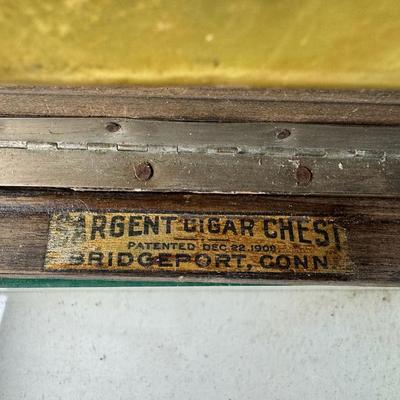 SARGENT CIGAR CHEST
PATENTED DEC. 22. 1908
BRIDGEPORT, CONN.